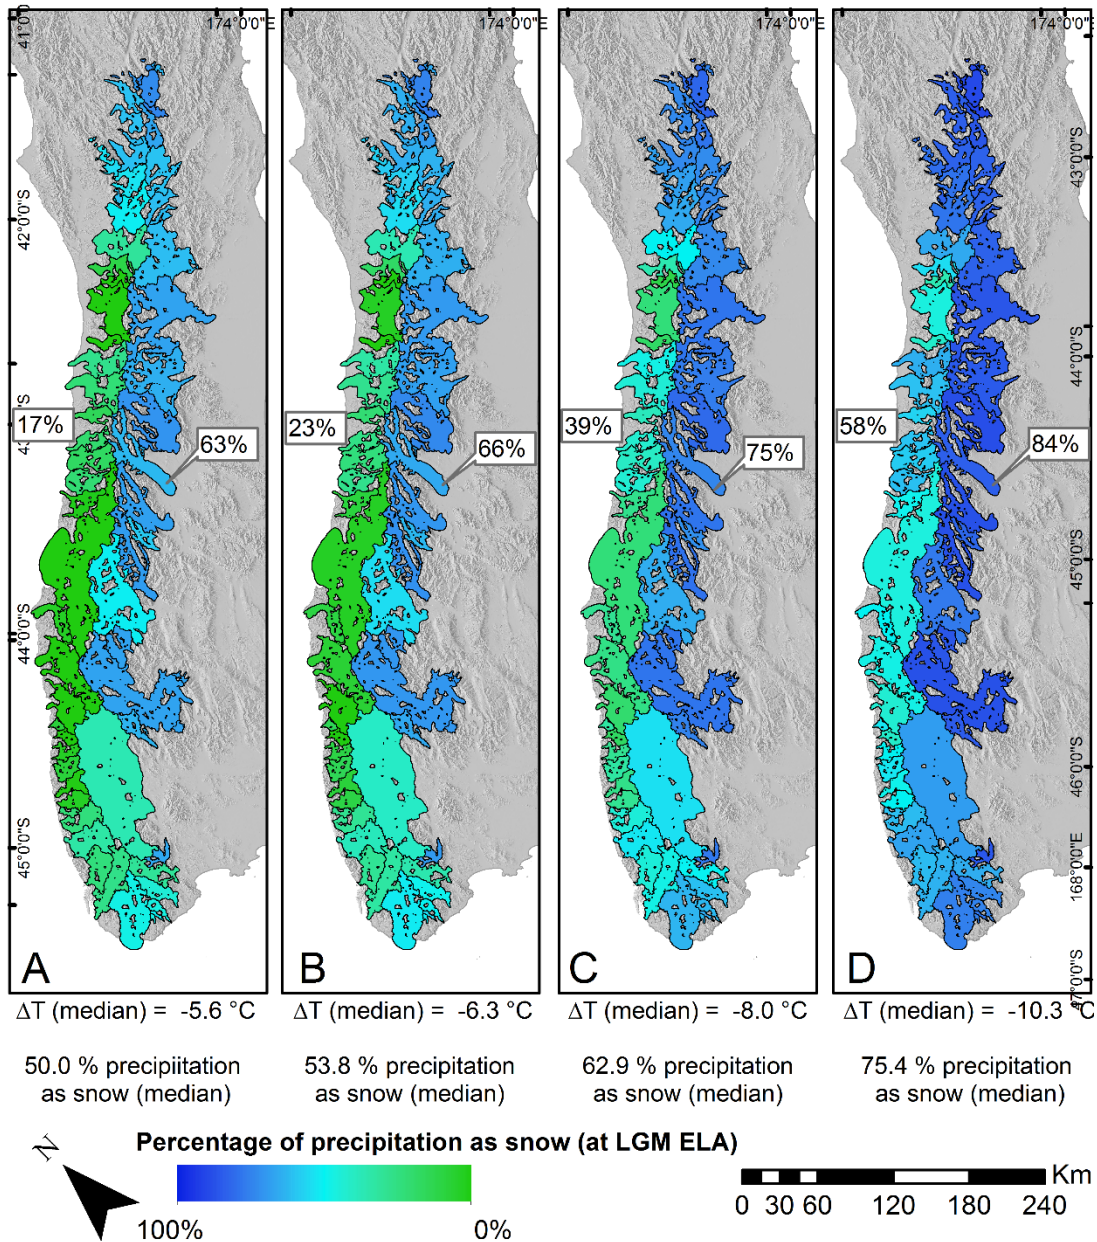 174°0'0"E
174°0'0"E
174°0'0"E
174°0'0"E
41°0'0
42°0'0"S
44°0'0"S
45°0'0"S
43°0'0"S
44°0'0"S
45°0'0"S
46°0'0"S
168°0'0"E
17%
63%
23%
66%
39%
75%
58%
84%
A
B
C
D
ΔT (median) = -5.6 °C
ΔT (median) = -6.3 °C
ΔT (median) = -8.0 °C
ΔT (median) = -10.3 °C
50.0 % precipiitation
as snow (median)
53.8 % precipitation
as snow (median)
62.9 % precipitation
as snow (median)
75.4 % precipitation
as snow (median)
N
Percentage of precipitation as snow (at LGM ELA)
100%
0%
Km
0 30 60 120 180 240